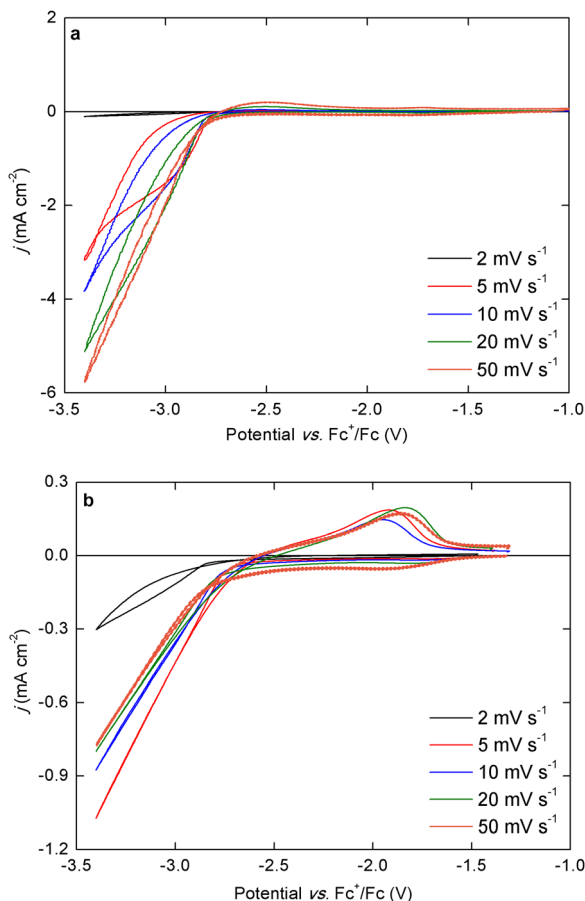 a
2
0
-2
-4
-6
j (mA cm⁻²)
2 mV s⁻¹
5 mV s⁻¹
10 mV s⁻¹
20 mV s⁻¹
50 mV s⁻¹
-3.5 -3.0 -2.5 -2.0 -1.5 -1.0
Potential vs. Fc⁺/Fc (V)
b
0.3
0.0
-0.3
-0.6
-0.9
-1.2
j (mA cm⁻²)
2 mV s⁻¹
5 mV s⁻¹
10 mV s⁻¹
20 mV s⁻¹
50 mV s⁻¹
-3.5 -3.0 -2.5 -2.0 -1.5 -1.0
Potential vs. Fc⁺/Fc (V)